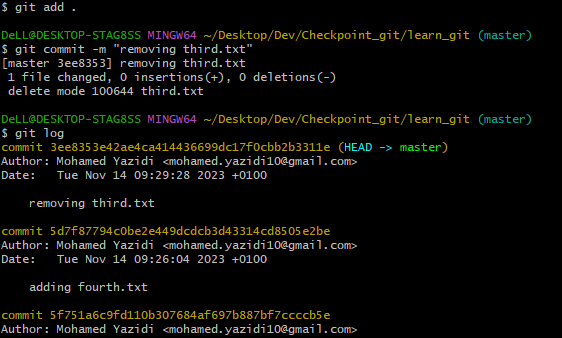 $ git add .
DeLL@DESKTOP-STAG8SS MINGW64 ~/Desktop/Dev/Checkpoint_git/learn_git (master)
$ git commit -m "removing third.txt"
[master 3ee8353] removing third.txt
1 file changed, 0 insertions(+), 0 deletions(-)
delete mode 100644 third.txt
DeLL@DESKTOP-STAG8SS MINGW64 ~/Desktop/Dev/Checkpoint_git/learn_git (master)
$ git log
commit 3ee8353e42ae4ca414436699dc17f0cbb2b3311e (HEAD -> master)
Author: Mohamed Yazidi <mohamed.yazidi10@gmail.com>
Date: Tue Nov 14 09:29:28 2023 +0100
removing third.txt
commit 5d7f87794c0be2e449dcdcb3d43314cd8505e2be
Author: Mohamed Yazidi <mohamed.yazidi10@gmail.com>
Date: Tue Nov 14 09:26:04 2023 +0100
adding fourth.txt
commit 5f751a6c9fd110b307684af697b887bf7ccccb5e
Author: Mohamed Yazidi <mohamed.yazidi10@gmail.com>